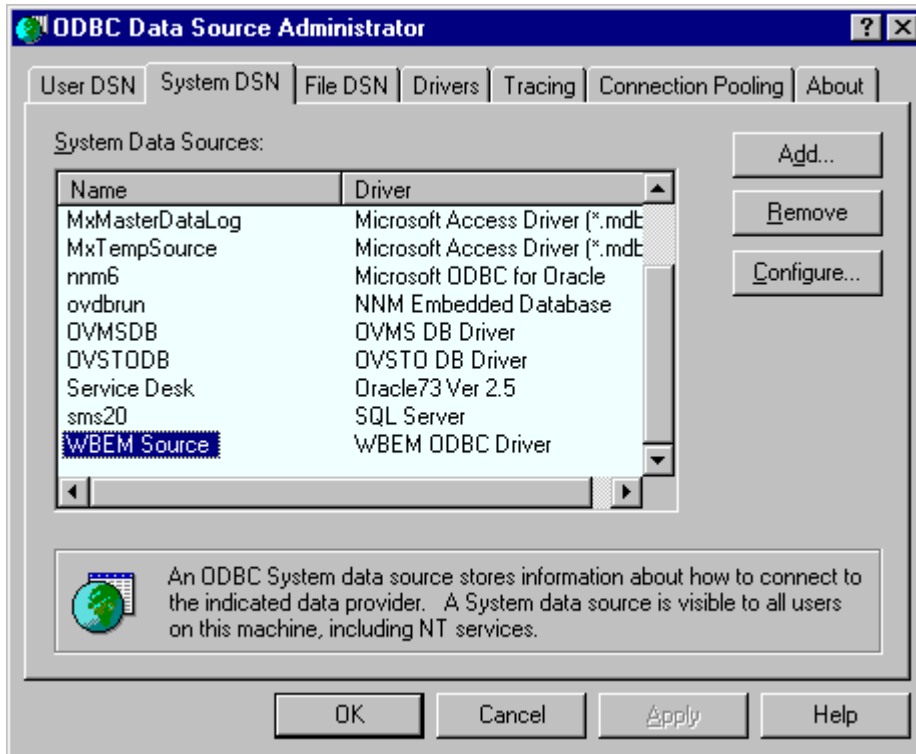 ODBC Data Source Administrator
User DSN System DSN File DSN Drivers Tracing Connection Pooling About
System Data Sources:
Add...
Name Driver
MxMasterDataLog Microsoft Access Driver (*.mdb
Remove
MxTempSource Microsoft Access Driver (*.mdb
nnm6 Microsoft ODBC for Oracle
Configure...
ovdbrun NNM Embedded Database
OVMSDB OVMS DB Driver
OVSTODB OVSTO DB Driver
Service Desk Oracle73 Ver 2.5
sms20 SQL Server
WBEM Source WBEM ODBC Driver
An ODBC System data source stores information about how to connect to
the indicated data provider. A System data source is visible to all users
on this machine, including NT services.
OK Cancel Apply Help